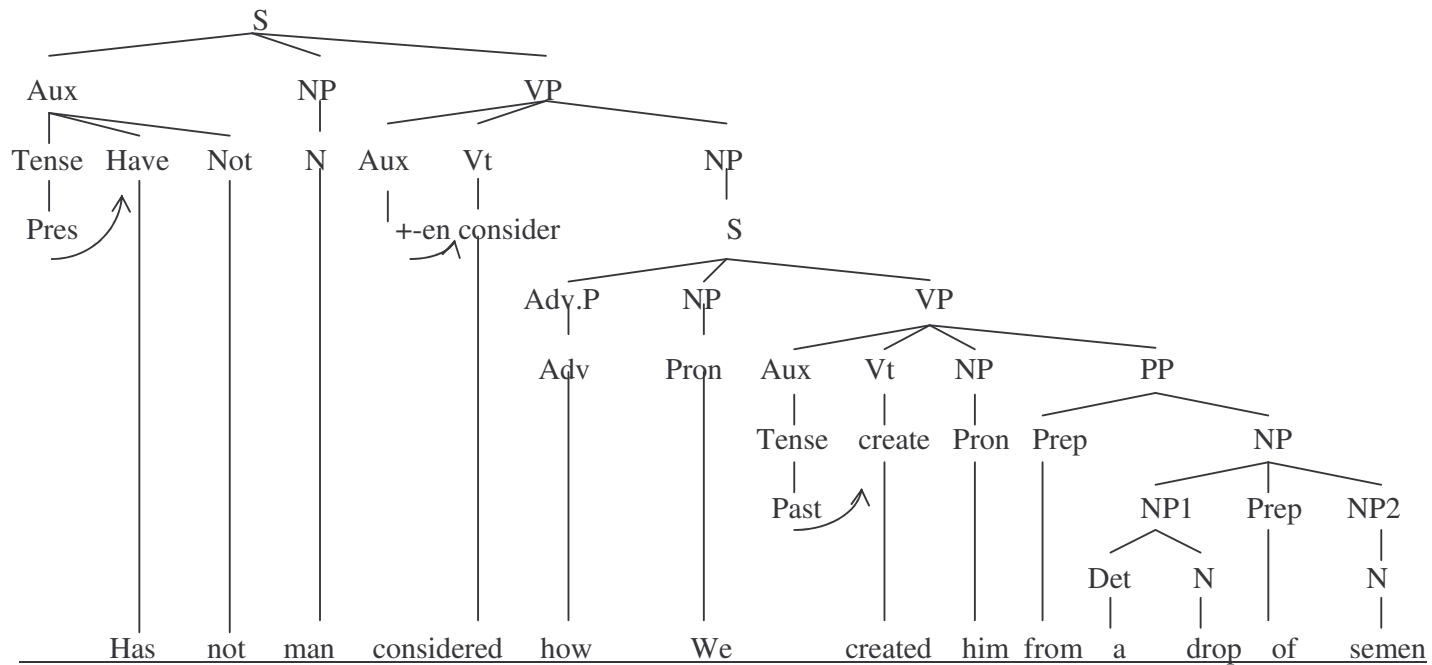 S
Aux NP VP
Tense Have Not N Aux Vt NP
Pres +-en consider S
Adv.P NP VP
Adv Pron Aux Vt NP PP
Tense create Pron Prep NP
Past NP1 Prep NP2
Det N N
Has not man considered how We created him from a drop of semen